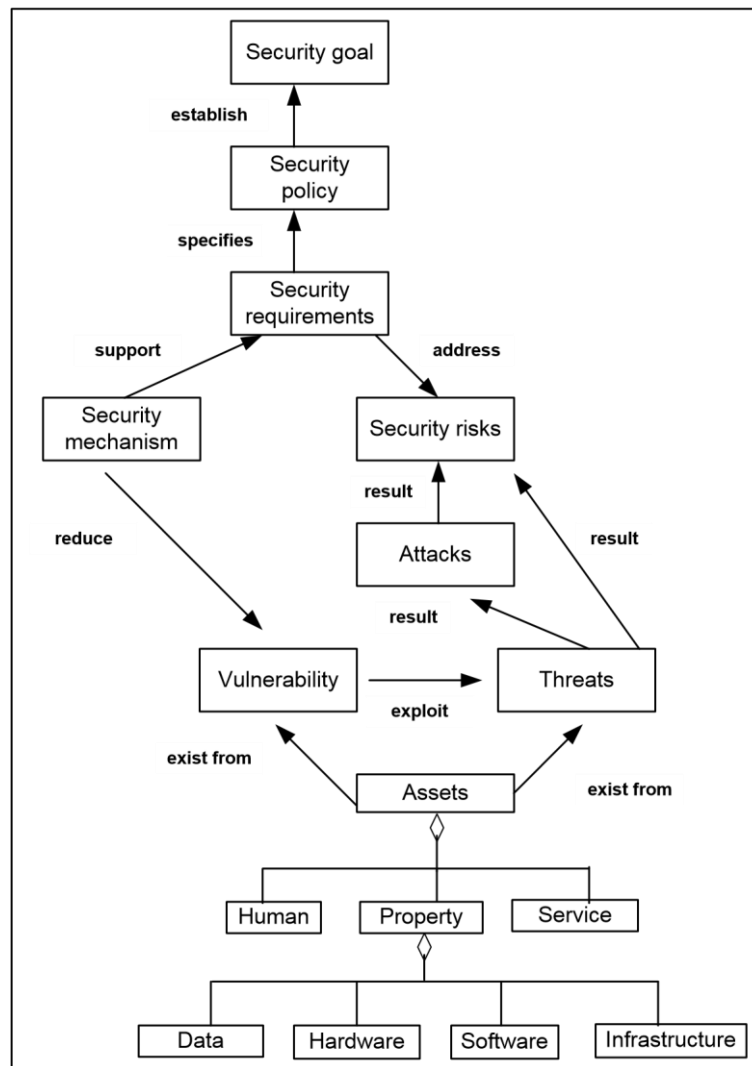 Security goal
establish
Security
policy
specifies
Security
requirements
support
address
Security
mechanism
Security risks
result
reduce
Attacks
result
result
Vulnerability
Threats
exploit
exist from
Assets
exist from
Human
Property
Service
Data
Hardware
Software
Infrastructure